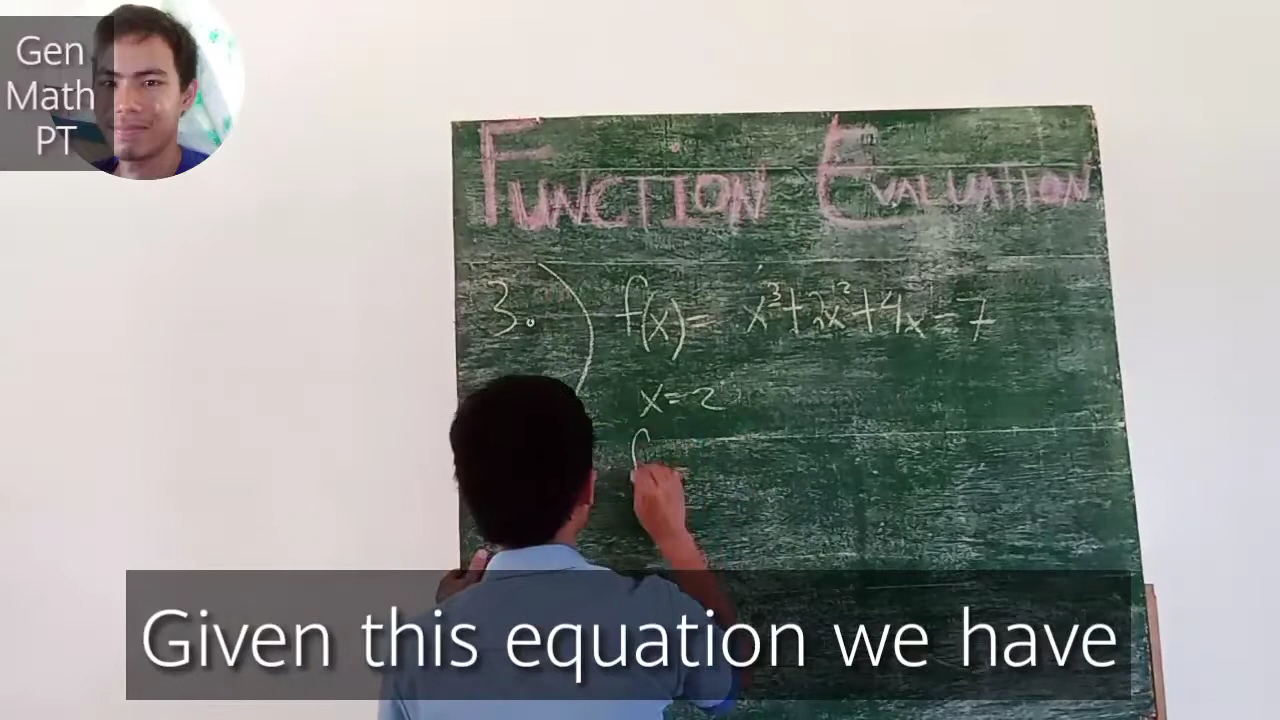 Gen
Math
PT
FUNCTION EVALUATION
3.) f(x) = x³+2x²+4x-7
x=2
Given this equation we have